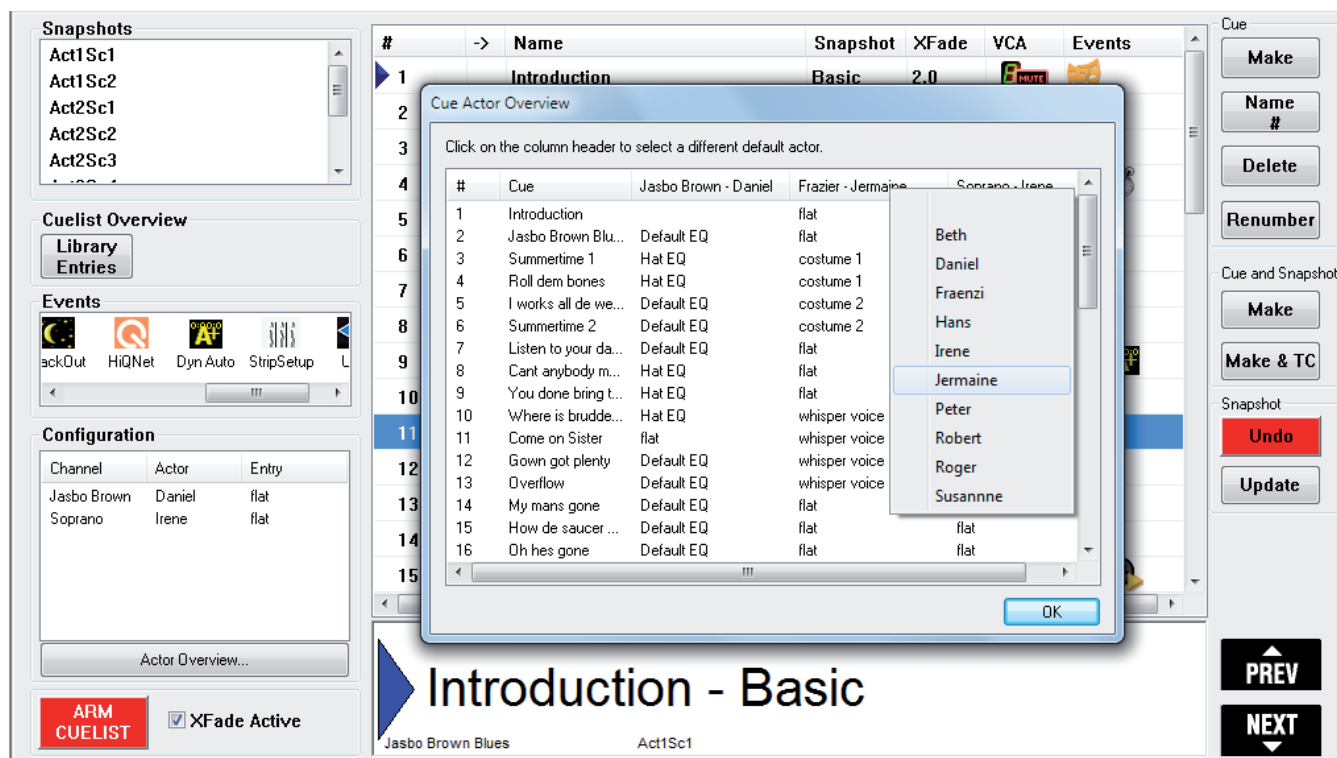 Snapshots
Act1Sc1
Act1Sc2
Act2Sc1
Act2Sc2
Act2Sc3
Cuelist Overview
Library
Entries
Events
ackOut HiQNet Dyn Auto StripSetup L
Configuration
Channel Actor Entry
Jasbo Brown Daniel flat
Soprano Irene flat
Actor Overview...
ARM
CUELIST
XFade Active
# -> Name Snapshot XFade VCA Events
1 Introduction Basic 2.0 MUTE
2
3
4
5
6
7
8
9
10
11
12
13
14
15
Cue Actor Overview
Click on the column header to select a different default actor.
# Cue Jasbo Brown - Daniel Frazier - Jermaine Soprano - Irene
1 Introduction flat
2 Jasbo Brown Blu... Default EQ flat
3 Summertime 1 Hat EQ costume 1
4 Roll dem bones Hat EQ costume 1
5 I works all de we... Default EQ costume 2
6 Summertime 2 Default EQ costume 2
7 Listen to your da... Default EQ flat
8 Cant anybody m... Hat EQ flat
9 You done bring t... Hat EQ flat
10 Where is brudde... Hat EQ whisper voice
11 Come on Sister flat whisper voice
12 Gown got plenty Default EQ whisper voice
13 Overflow Default EQ whisper voice
14 My mans gone Default EQ flat
15 How de saucer ... Default EQ flat flat
16 Oh hes gone Default EQ flat flat
Beth
Daniel
Fraenzi
Hans
Irene
Jermaine
Peter
Robert
Roger
Susannne
OK
Introduction - Basic
Jasbo Brown Blues Act1Sc1
Cue
Make
Name
#
Delete
Renumber
Cue and Snapshot
Make
Make & TC
Snapshot
Undo
Update
PREV
NEXT